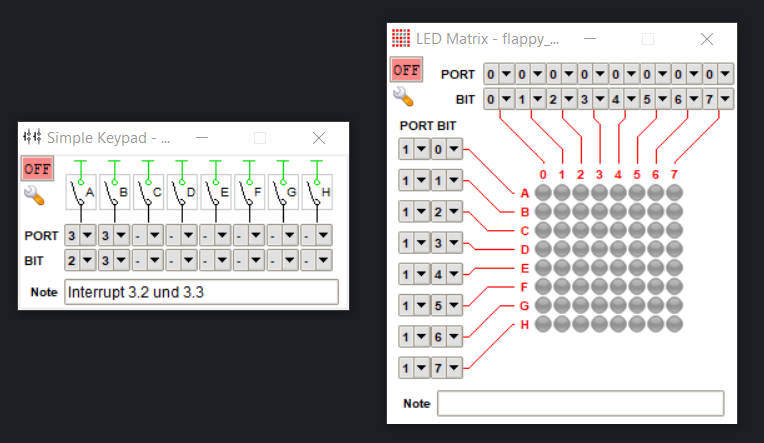 Simple Keypad - ...
OFF
A B C D E F G H
PORT 3 3 - - - - - -
BIT 2 3 - - - - - -
Note Interrupt 3.2 und 3.3
LED Matrix - flappy_...
OFF
PORT 0 0 0 0 0 0 0 0
BIT 0 1 2 3 4 5 6 7
PORT BIT
0 1 2 3 4 5 6 7
1 0 A
1 1 B
1 2 C
1 3 D
1 4 E
1 5 F
1 6 G
1 7 H
Note